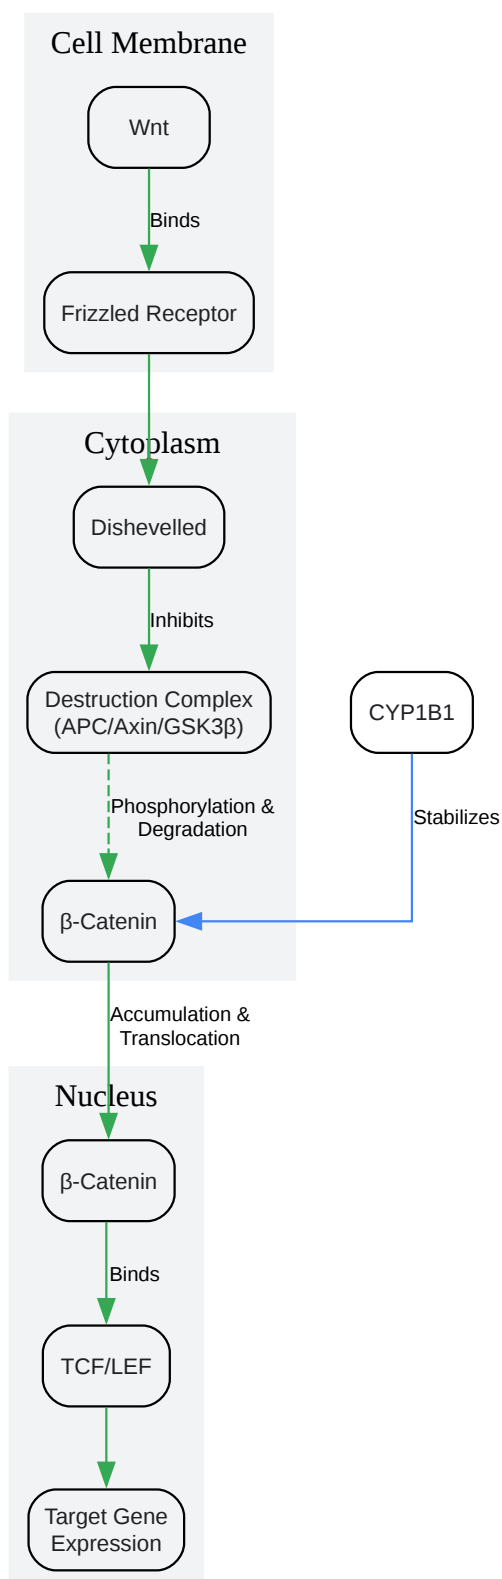 Cell Membrane
Wnt
Binds
Frizzled Receptor
Cytoplasm
Dishevelled
Inhibits
Destruction Complex
(APC/Axin/GSK3β)
CYP1B1
Phosphorylation &
Degradation
Stabilizes
β-Catenin
Accumulation &
Translocation
Nucleus
β-Catenin
Binds
TCF/LEF
Target Gene
Expression